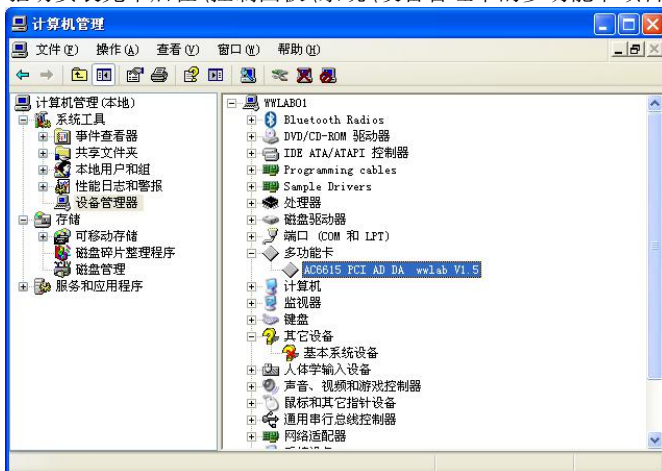 计算机管理
文件(F) 操作(A) 查看(V) 窗口(W) 帮助(H)
计算机管理(本地)
系统工具
事件查看器
共享文件夹
本地用户和组
性能日志和警报
设备管理器
存储
可移动存储
磁盘碎片整理程序
磁盘管理
服务和应用程序
WWLAB01
Bluetooth Radios
DVD/CD-ROM 驱动器
IDE ATA/ATAPI 控制器
Programming cables
Sample Drivers
处理器
磁盘驱动器
端口 (COM 和 LPT)
多功能卡
AC6615 PCI AD DA wwlab V1.5
计算机
监视器
键盘
其它设备
基本系统设备
人体学输入设备
声音、视频和游戏控制器
鼠标和其它指针设备
通用串行总线控制器
网络适配器